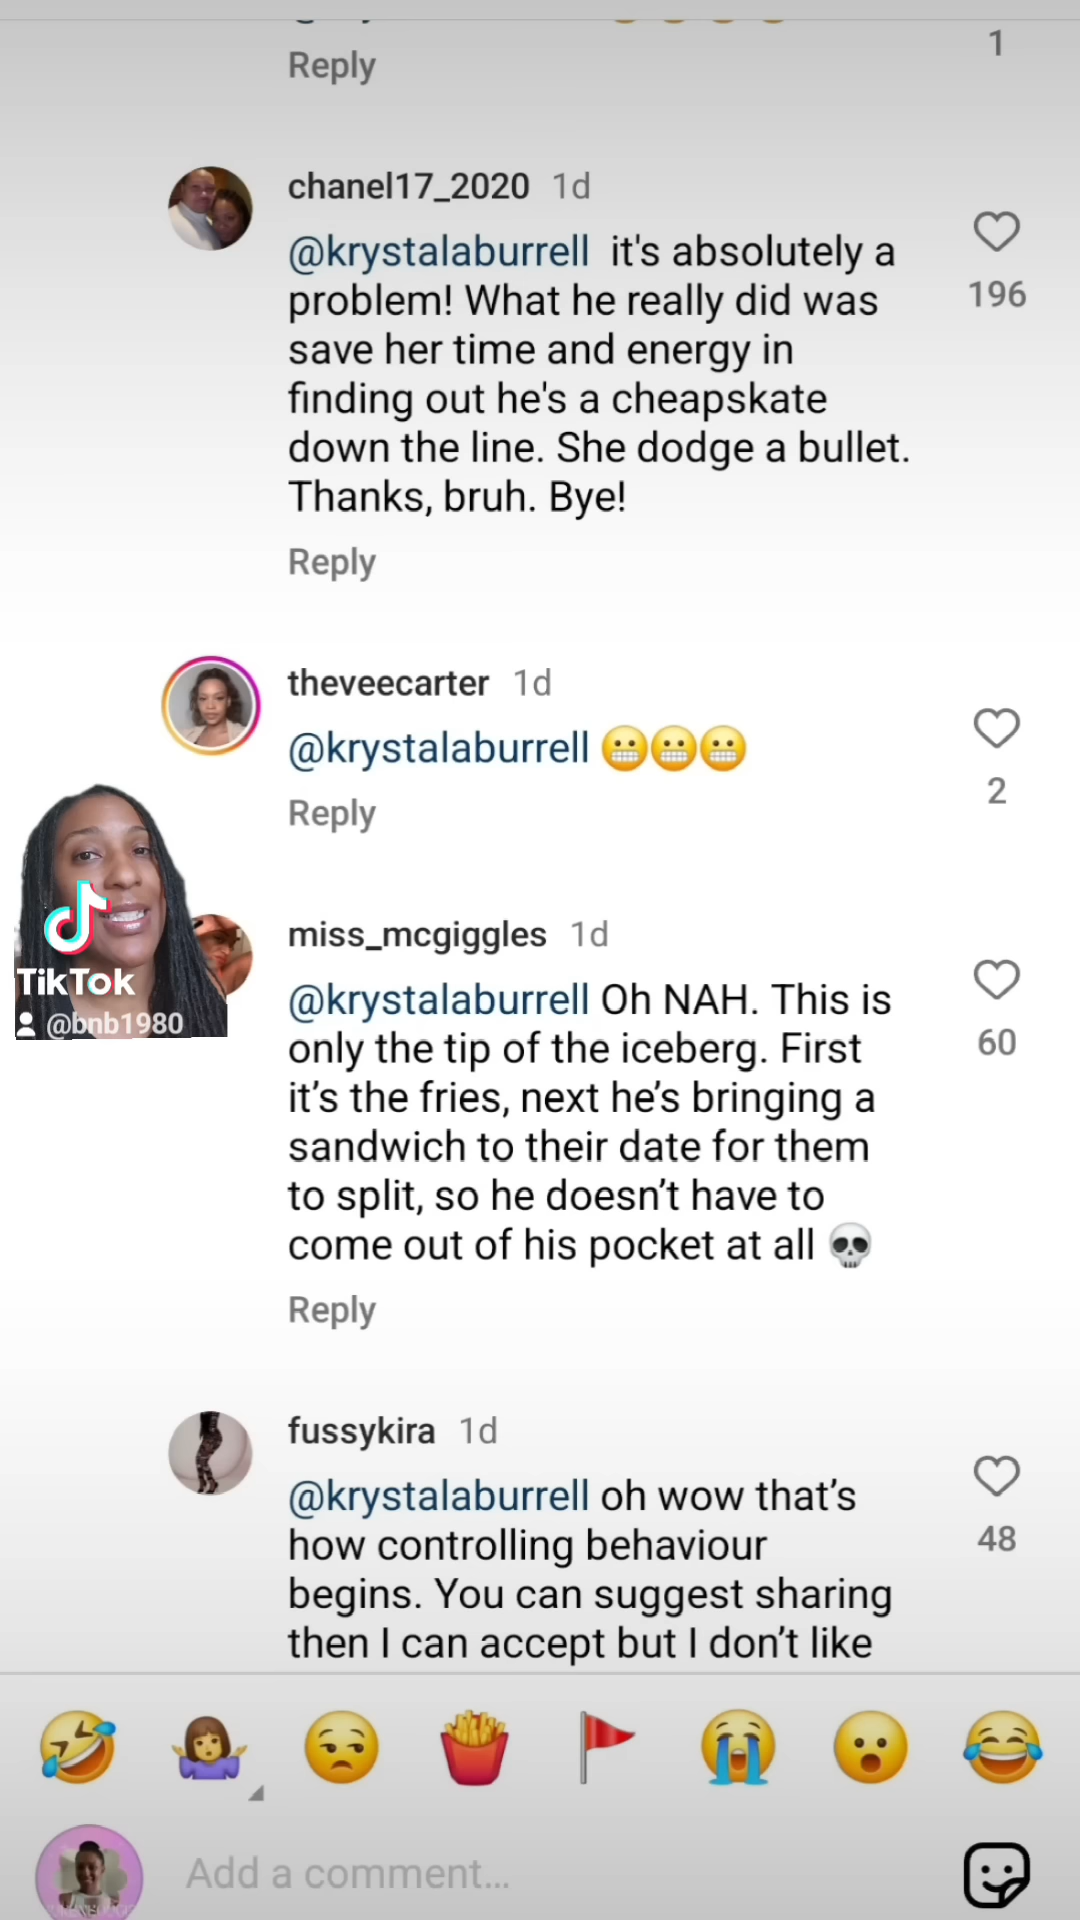 1
Reply
chanel17_2020 1d
@krystalaburrell it's absolutely a
problem! What he really did was
save her time and energy in
finding out he's a cheapskate
down the line. She dodge a bullet.
Thanks, bruh. Bye!
196
Reply
theveecarter 1d
@krystalaburrell 😬😬😬
2
Reply
TikTok
@bnb1980
miss_mcgiggles 1d
@krystalaburrell Oh NAH. This is
only the tip of the iceberg. First
it’s the fries, next he’s bringing a
sandwich to their date for them
to split, so he doesn’t have to
come out of his pocket at all 💀
60
Reply
fussykira 1d
@krystalaburrell oh wow that’s
how controlling behaviour
begins. You can suggest sharing
then I can accept but I don’t like
48
Add a comment...